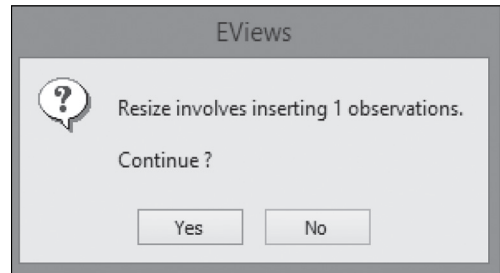 EViews
Resize involves inserting 1 observations.
Continue ?
Yes No